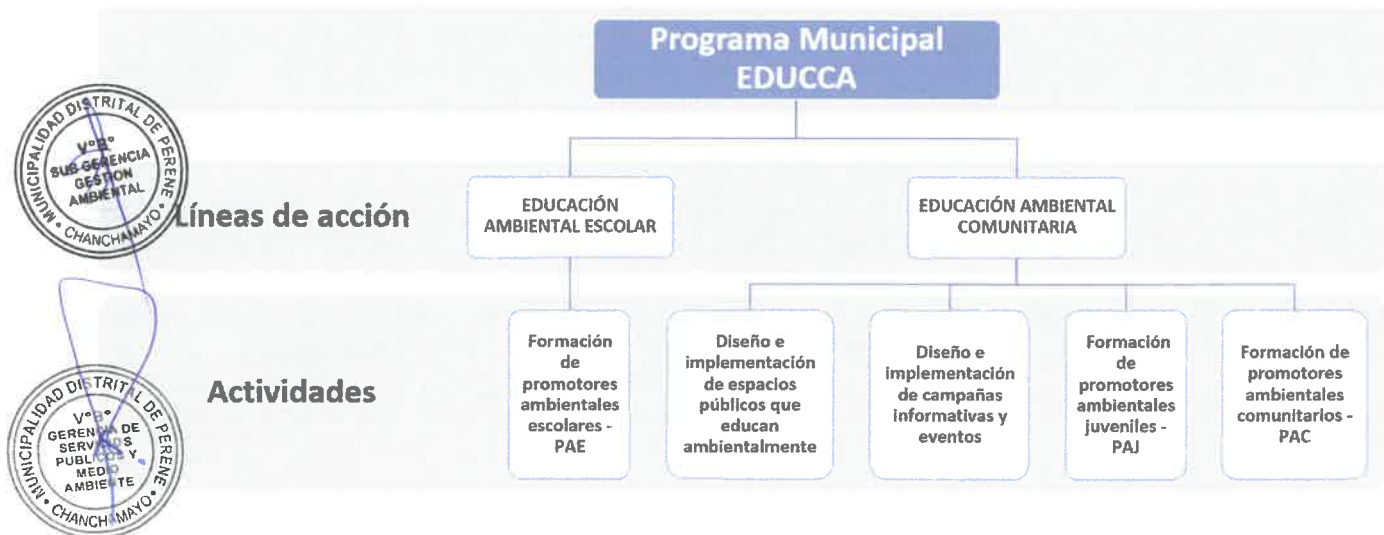 Programa Municipal
EDUCCA
MUNICIPALIDAD DISTRITAL DE PERENE
V°B°
SUB GERENCIA
GESTION
AMBIENTAL
• CHANCHAMAYO •
Líneas de acción
EDUCACIÓN
AMBIENTAL ESCOLAR
EDUCACIÓN AMBIENTAL
COMUNITARIA
Actividades
Formación
de
promotores
ambientales
escolares -
PAE
Diseño e
implementación
de espacios
públicos que
educan
ambientalmente
Diseño e
implementación
de campañas
informativas y
eventos
Formación
de
promotores
ambientales
juveniles -
PAJ
Formación de
promotores
ambientales
comunitarios -
PAC
MUNICIPALIDAD DISTRITAL DE PERENE
V°B°
GERENCIA DE
SERVICIOS
PUBLICOS Y
MEDIO
AMBIENTE
• CHANCHAMAYO •